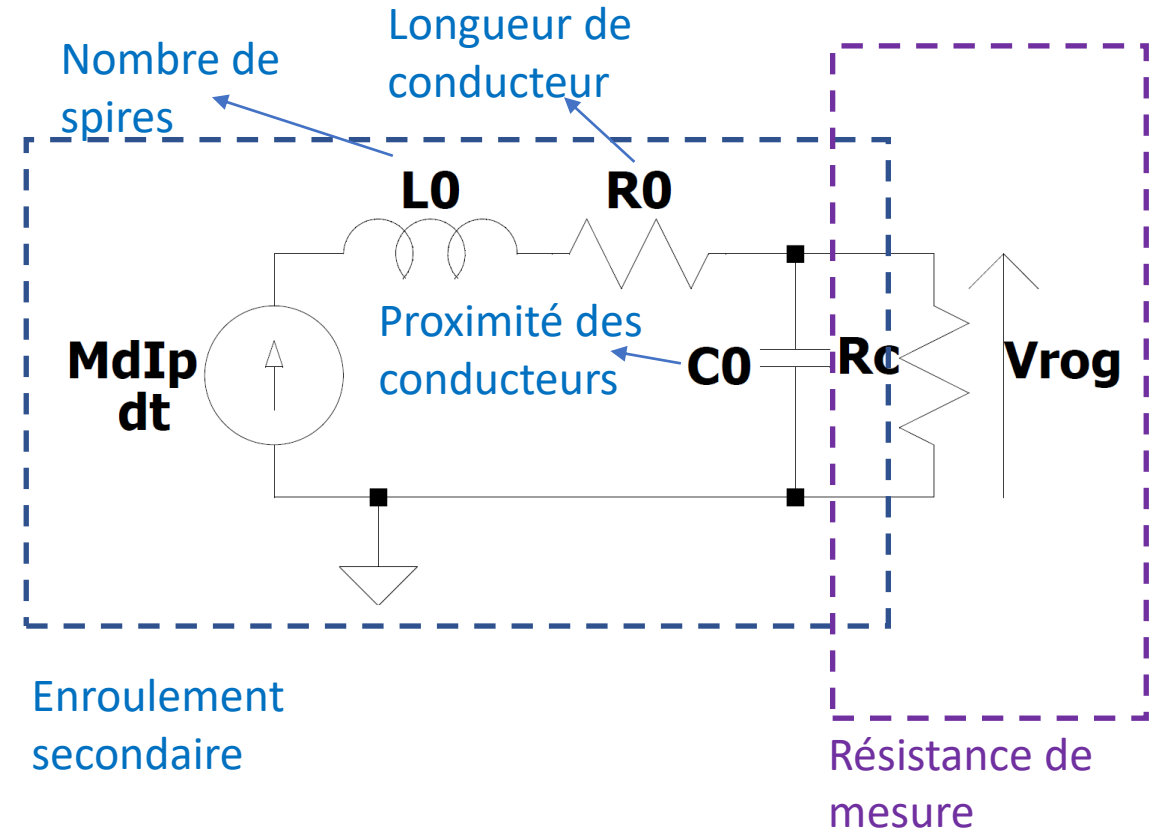 Nombre de
spires
Longueur de
conducteur
L0
R0
Proximité des
conducteurs
MdIp
dt
C0
Rc
Vrog
Enroulement
secondaire
Résistance de
mesure